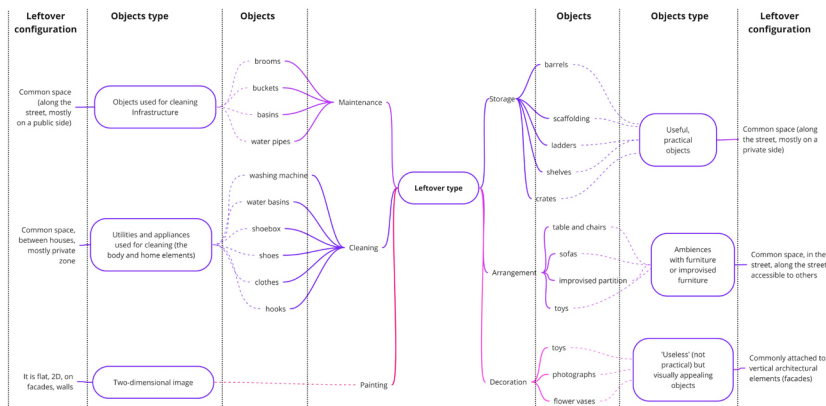 Leftover
configuration
Objects type
Objects
Objects
Objects type
Leftover
configuration
Common space
(along the
street, mostly
on a public side)
Objects used for cleaning
Infrastructure
brooms
buckets
basins
water pipes
Maintenance
Common space,
between houses,
mostly private
zone
Utilities and appliances
used for cleaning (the
body and home elements)
washing machine
water basins
shoebox
shoes
clothes
hooks
Cleaning
It is flat, 2D, on
facades, walls
Two-dimensional image
Painting
Leftover type
Storage
barrels
scaffolding
ladders
shelves
crates
Useful,
practical
objects
Common space (along
the street, mostly on a
private side)
Arrangement
table and chairs
sofas
improvised partition
toys
Ambiences
with furniture
or improvised
furniture
Common space, in the
street, along the street
accessible to others
Decoration
toys
photographs
flower vases
'Useless' (not
practical) but
visually appealing
objects
Commonly attached to
vertical architectural
elements (facades)